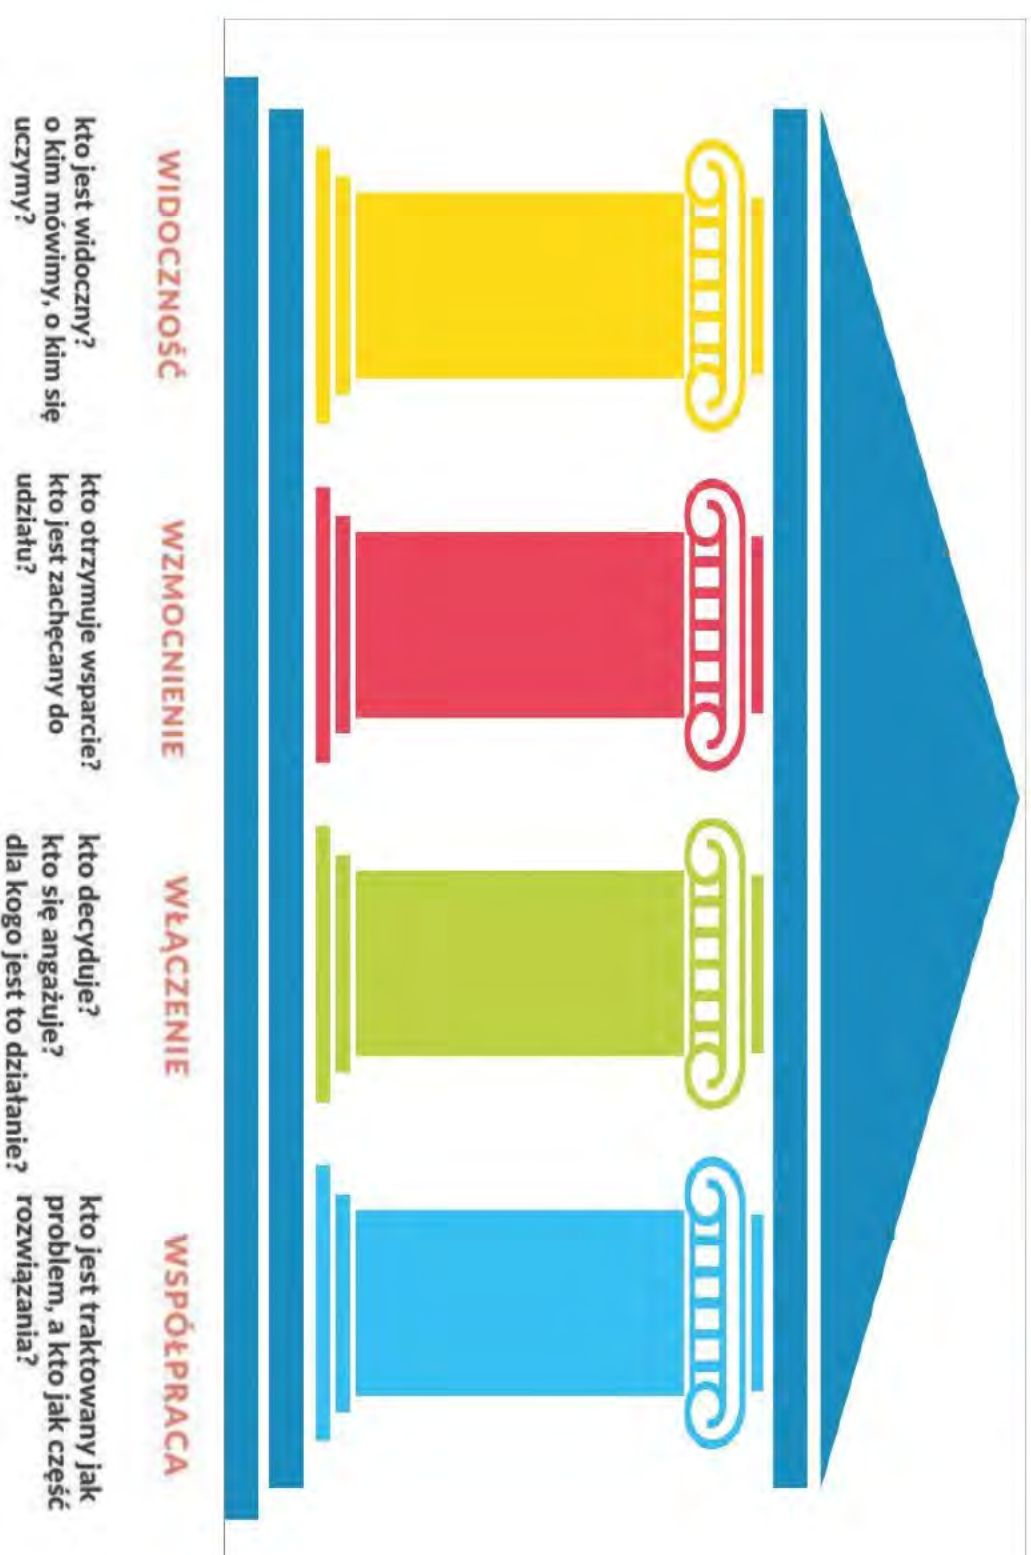 WIDOCZNOŚĆ
kto jest widoczny?
o kim mówimy, o kim się
uczymy?
WZMOCNIENIE
kto otrzymuje wsparcie?
kto jest zachęcany do
udziału?
WŁĄCZENIE
kto decyduje?
kto się angażuje?
dla kogo jest to działanie?
WSPÓŁPRACA
kto jest traktowany jak
problem, a kto jak część
rozwiązania?